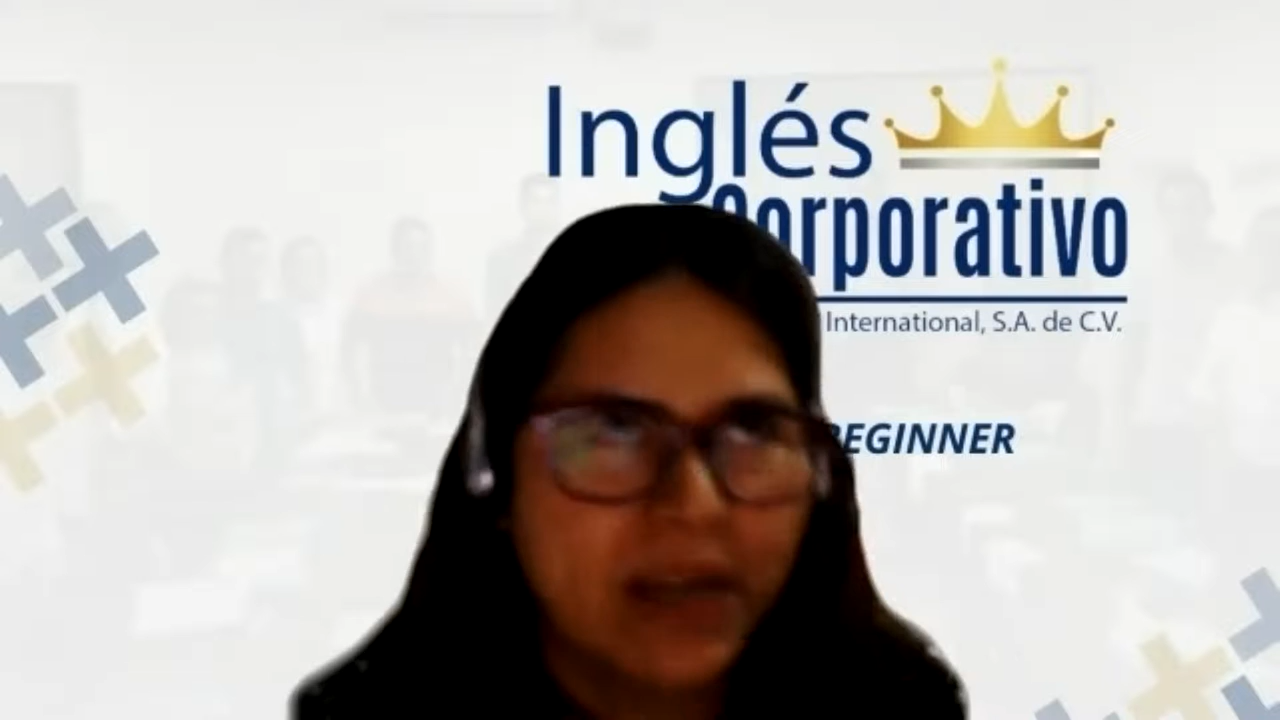 Inglés
Corporativo
International, S.A. de C.V.
BEGINNER